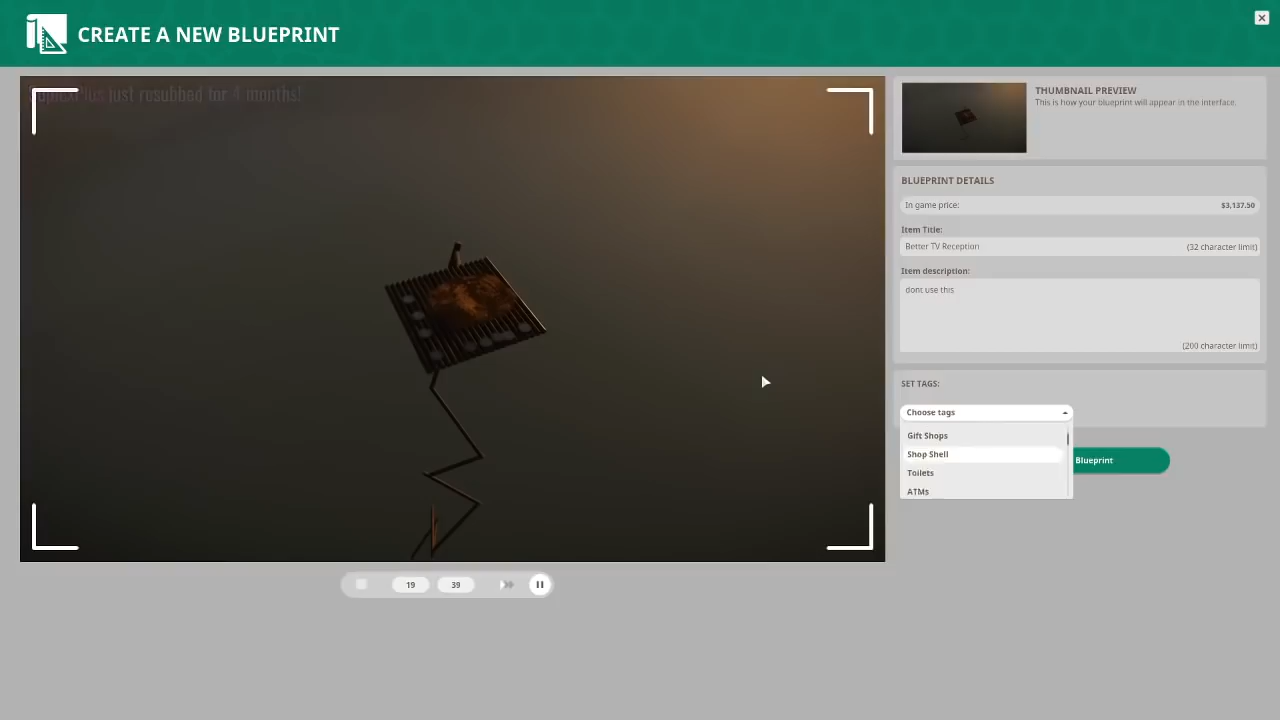 CREATE A NEW BLUEPRINT
just resubbed for 4 months!
THUMBNAIL PREVIEW
This is how your blueprint will appear in the interface.
BLUEPRINT DETAILS
In game price:
$3,137.50
Item Title:
Better TV Reception
(32 character limit)
Item description:
dont use this
(200 character limit)
SET TAGS:
Choose tags
Gift Shops
Shop Shell
Toilets
ATMs
Blueprint
19
39